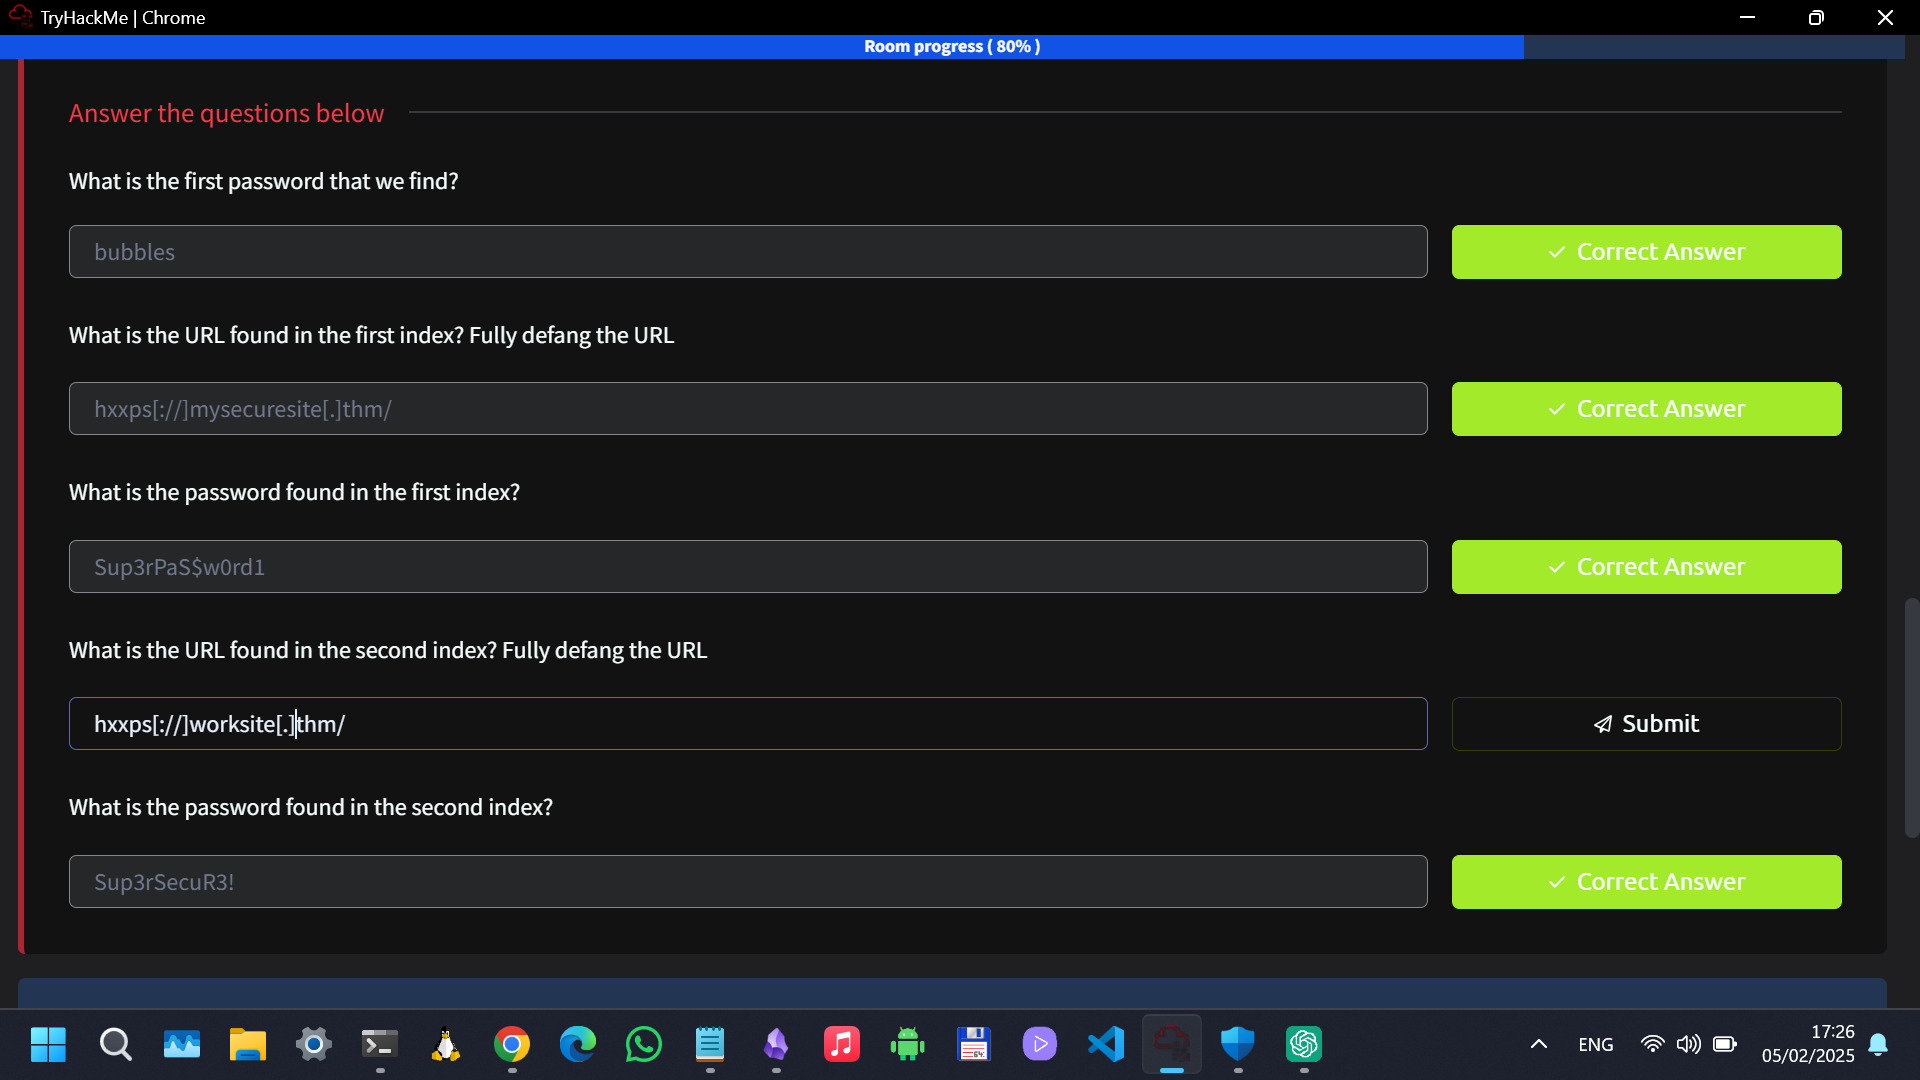 TryHackMe | Chrome
Room progress ( 80% )
Answer the questions below
What is the first password that we find?
bubbles
Correct Answer
What is the URL found in the first index? Fully defang the URL
hxxps[://]mysecuresite[.]thm/
Correct Answer
What is the password found in the first index?
Sup3rPaS$w0rd1
Correct Answer
What is the URL found in the second index? Fully defang the URL
hxxps[://]worksite[.]thm/
Submit
What is the password found in the second index?
Sup3rSecuR3!
Correct Answer
64
ENG
17:26
05/02/2025